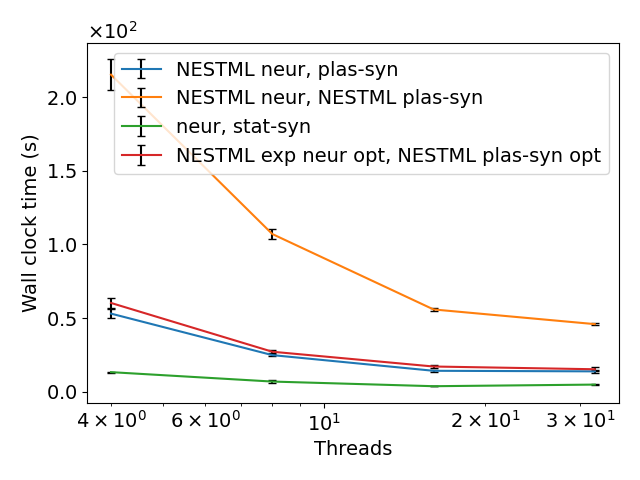 ×10²
NESTML neur, plas-syn
NESTML neur, NESTML plas-syn
neur, stat-syn
NESTML exp neur opt, NESTML plas-syn opt
Wall clock time (s)
2.0
1.5
1.0
0.5
0.0
4 × 10⁰ 6 × 10⁰ 10¹ 2 × 10¹ 3 × 10¹
Threads